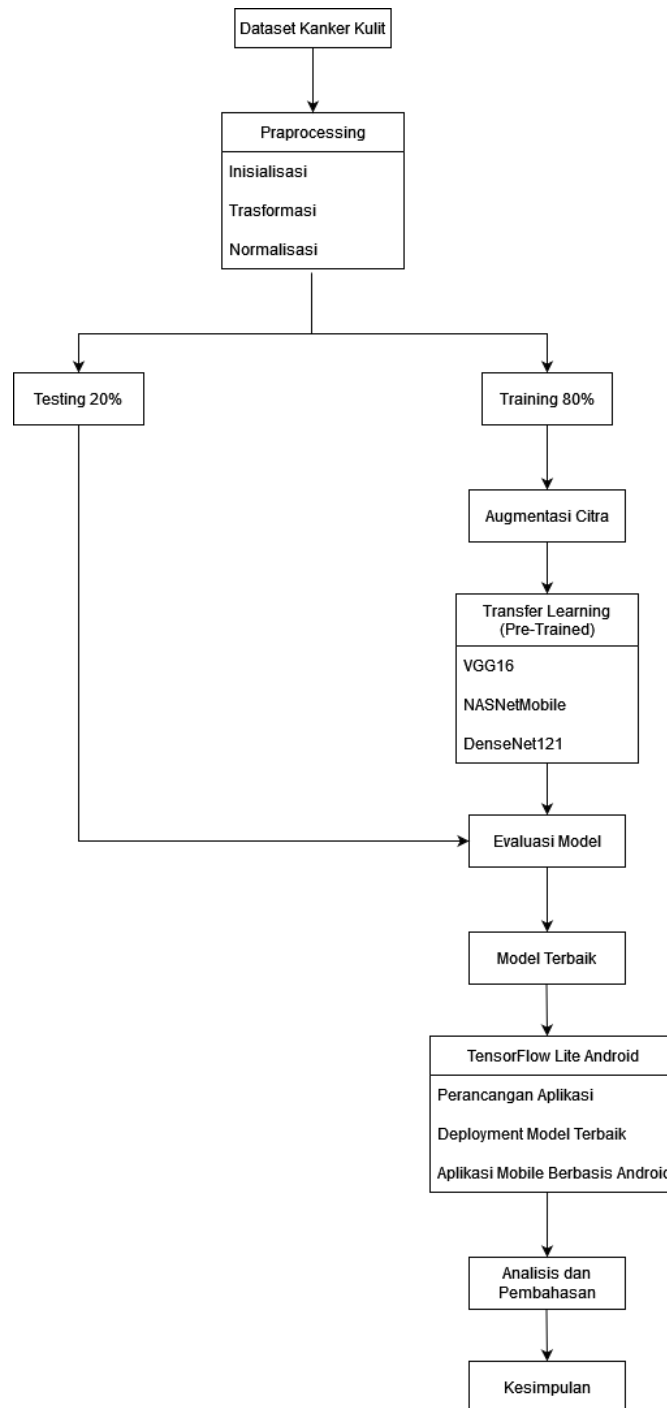 Dataset Kanker Kulit
Praprocessing
Inisialisasi
Trasformasi
Normalisasi
Testing 20%
Training 80%
Augmentasi Citra
Transfer Learning
(Pre-Trained)
VGG16
NASNetMobile
DenseNet121
Evaluasi Model
Model Terbaik
TensorFlow Lite Android
Perancangan Aplikasi
Deployment Model Terbaik
Aplikasi Mobile Berbasis Android
Analisis dan
Pembahasan
Kesimpulan